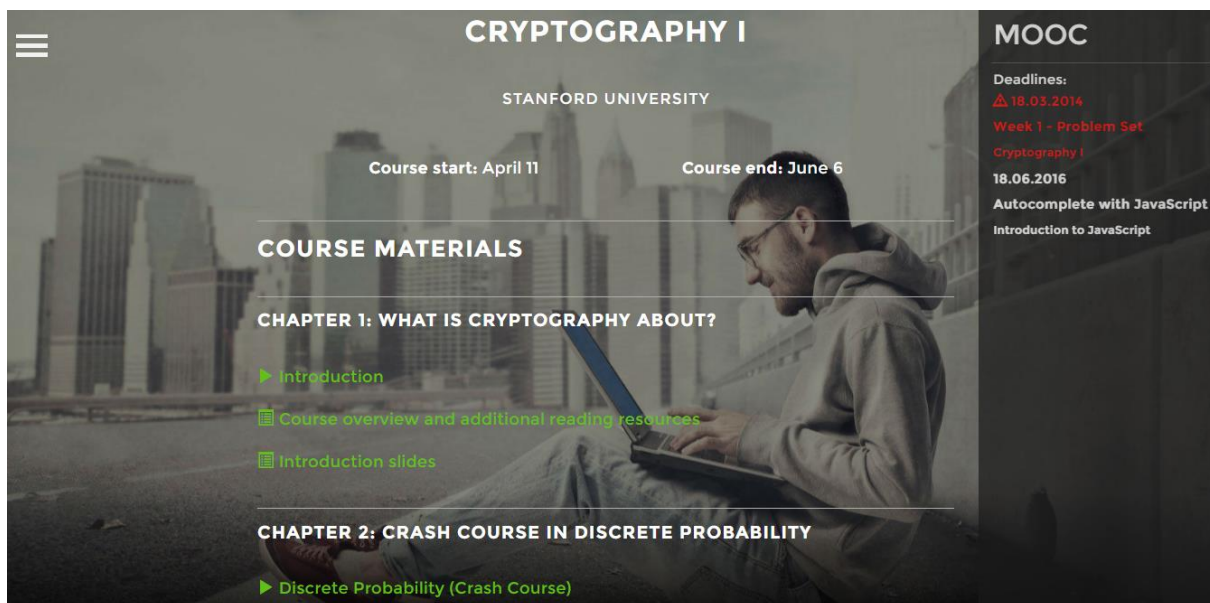 CRYPTOGRAPHY I
STANFORD UNIVERSITY
Course start: April 11
Course end: June 6
COURSE MATERIALS
CHAPTER 1: WHAT IS CRYPTOGRAPHY ABOUT?
Introduction
Course overview and additional reading resources
Introduction slides
CHAPTER 2: CRASH COURSE IN DISCRETE PROBABILITY
Discrete Probability (Crash Course)
MOOC
Deadlines:
18.03.2014
Week 1 - Problem Set
Cryptography I
18.06.2016
Autocomplete with JavaScript
Introduction to JavaScript